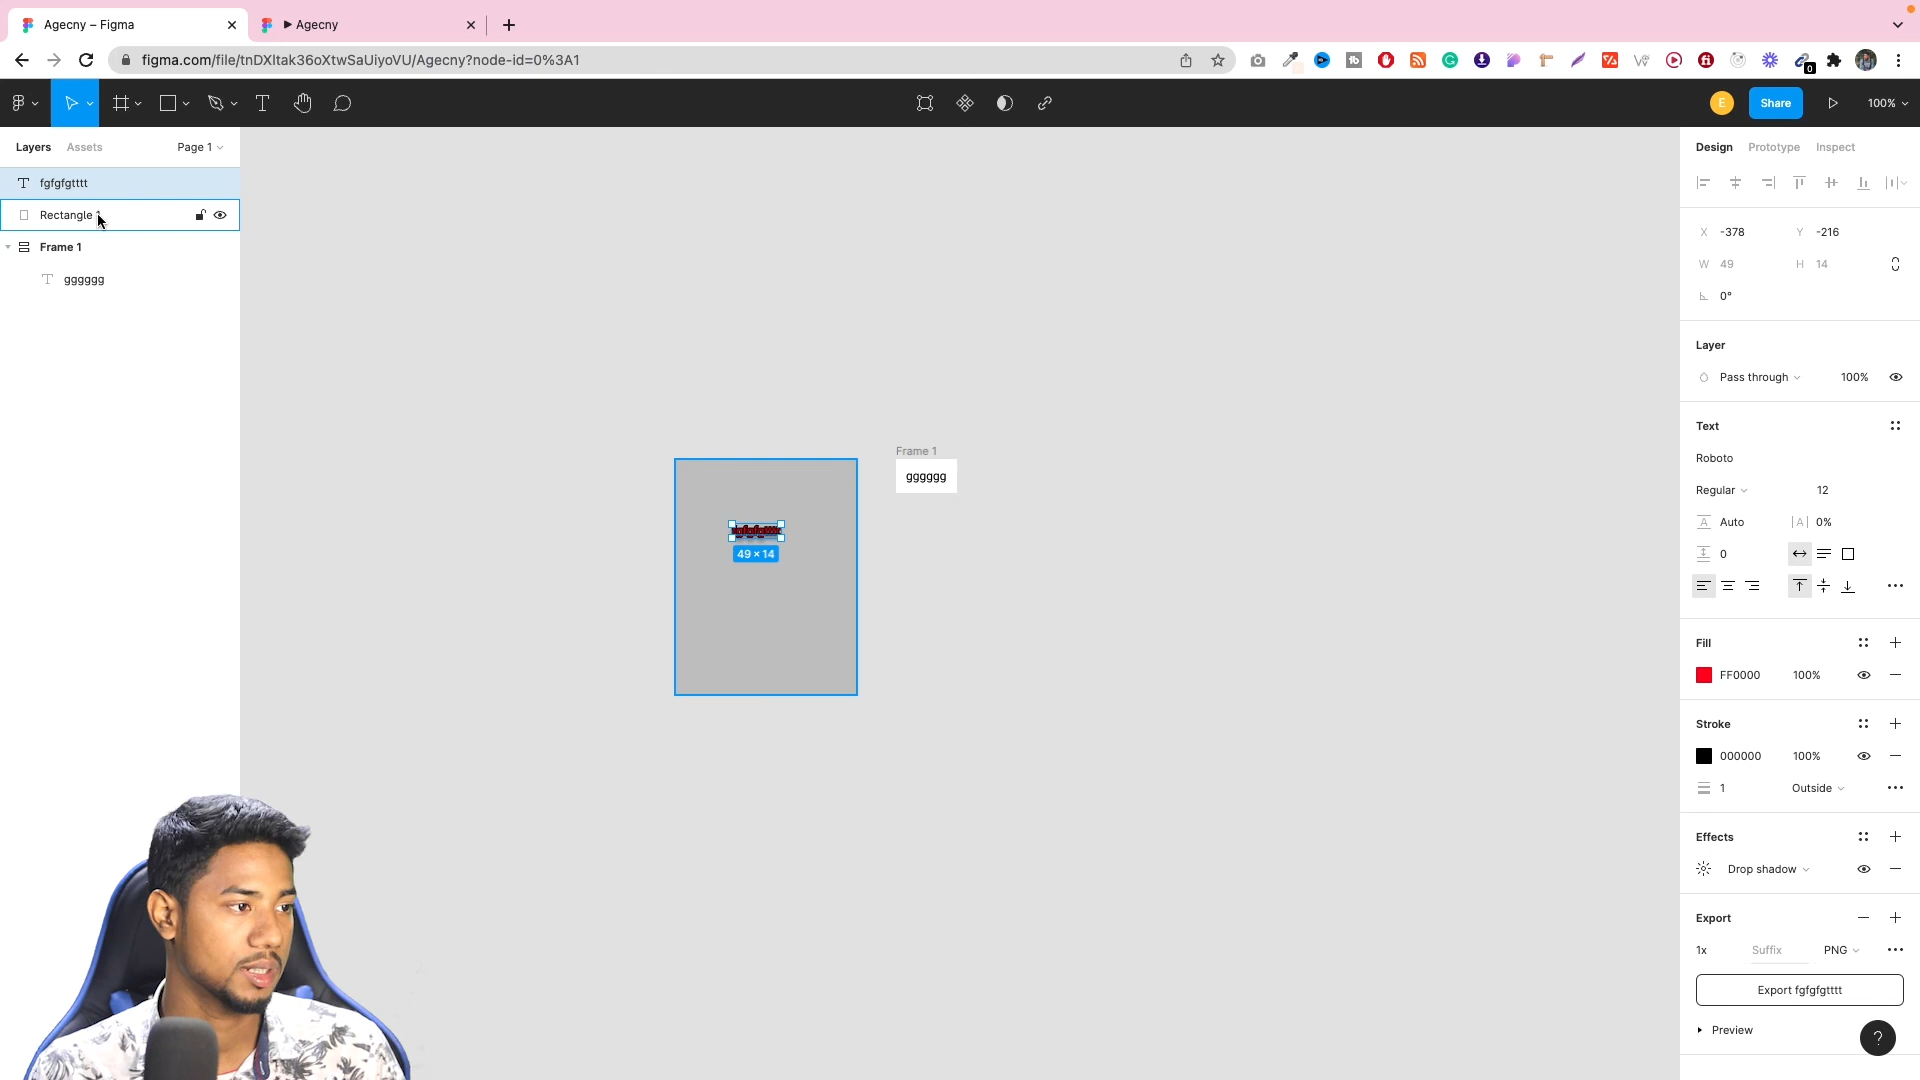 Agecny – Figma
Agecny
figma.com/file/tnDXltak36oXtwSaUiyoVU/Agecny?node-id=0%3A1
0
E
Share
100%
Layers
Assets
Page 1
Design
Prototype
Inspect
fgfgfgtttt
Rectangle
Frame 1
gggggg
X -378
Y -216
W 49
H 14
0°
Layer
Pass through
100%
Frame 1
gggggg
fgfgfgtttt
49 × 14
Text
Roboto
Regular
12
Auto
0%
0
Fill
FF0000
100%
Stroke
000000
100%
1
Outside
Effects
Drop shadow
Export
1x
Suffix
PNG
Export fgfgfgtttt
Preview
?